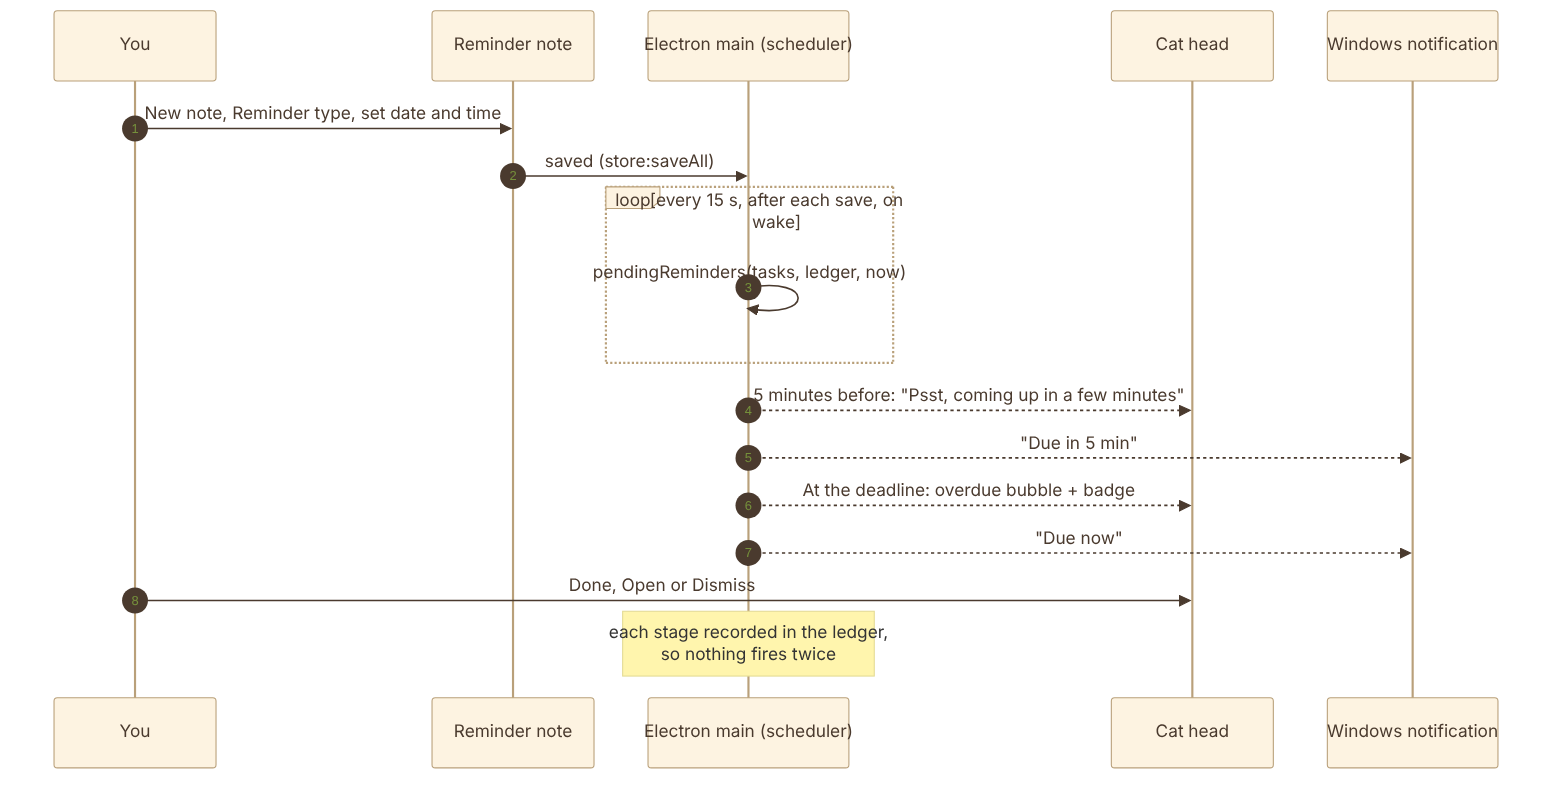 You
Reminder note
Electron main (scheduler)
Cat head
Windows notification
New note, Reminder type, set date and time
1
saved (store:saveAll)
2
loop
[every 15 s, after each save, on
wake]
pendingReminders(tasks, ledger, now)
3
5 minutes before: "Psst, coming up in a few minutes"
4
"Due in 5 min"
5
At the deadline: overdue bubble + badge
6
"Due now"
7
Done, Open or Dismiss
8
each stage recorded in the ledger,
so nothing fires twice
You
Reminder note
Electron main (scheduler)
Cat head
Windows notification